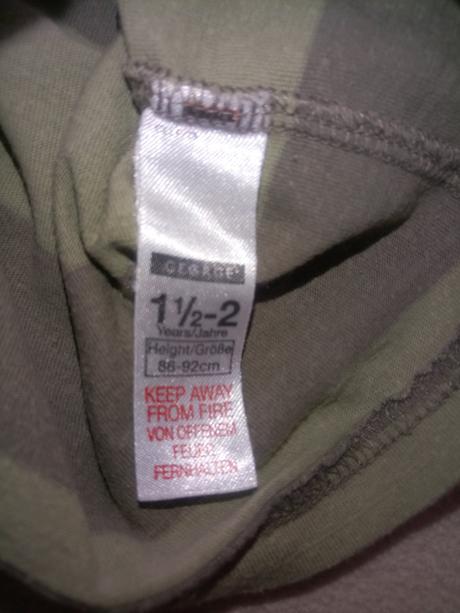 GEORGE
1½-2
Years/Jahre
Height/Größe
86-92cm
KEEP AWAY
FROM FIRE
VON OFFENEM
FEUER
FERNHALTEN